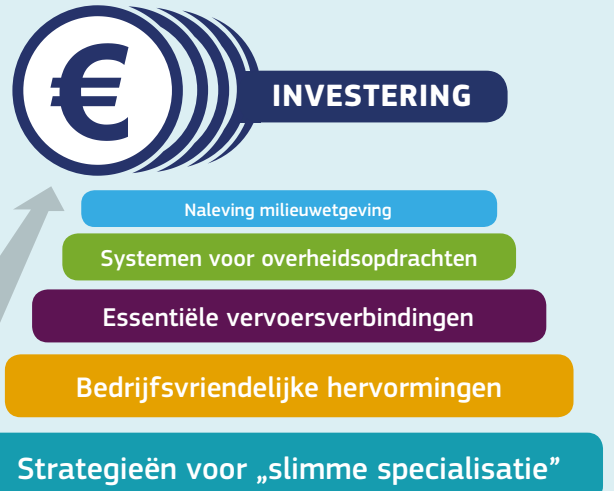 €
INVESTERING
Naleving milieuwetgeving
Systemen voor overheidsopdrachten
Essentiële vervoersverbindingen
Bedrijfsvriendelijke hervormingen
Strategieën voor „slimme specialisatie”